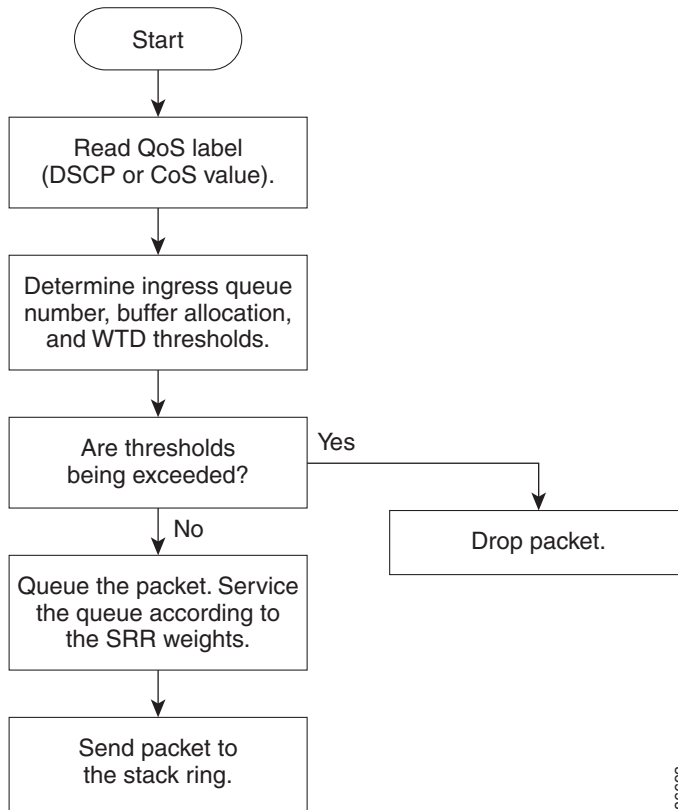 Start
Read QoS label
(DSCP or CoS value).
Determine ingress queue
number, buffer allocation,
and WTD thresholds.
Are thresholds
being exceeded?
Yes
No
Drop packet.
Queue the packet. Service
the queue according to
the SRR weights.
Send packet to
the stack ring.